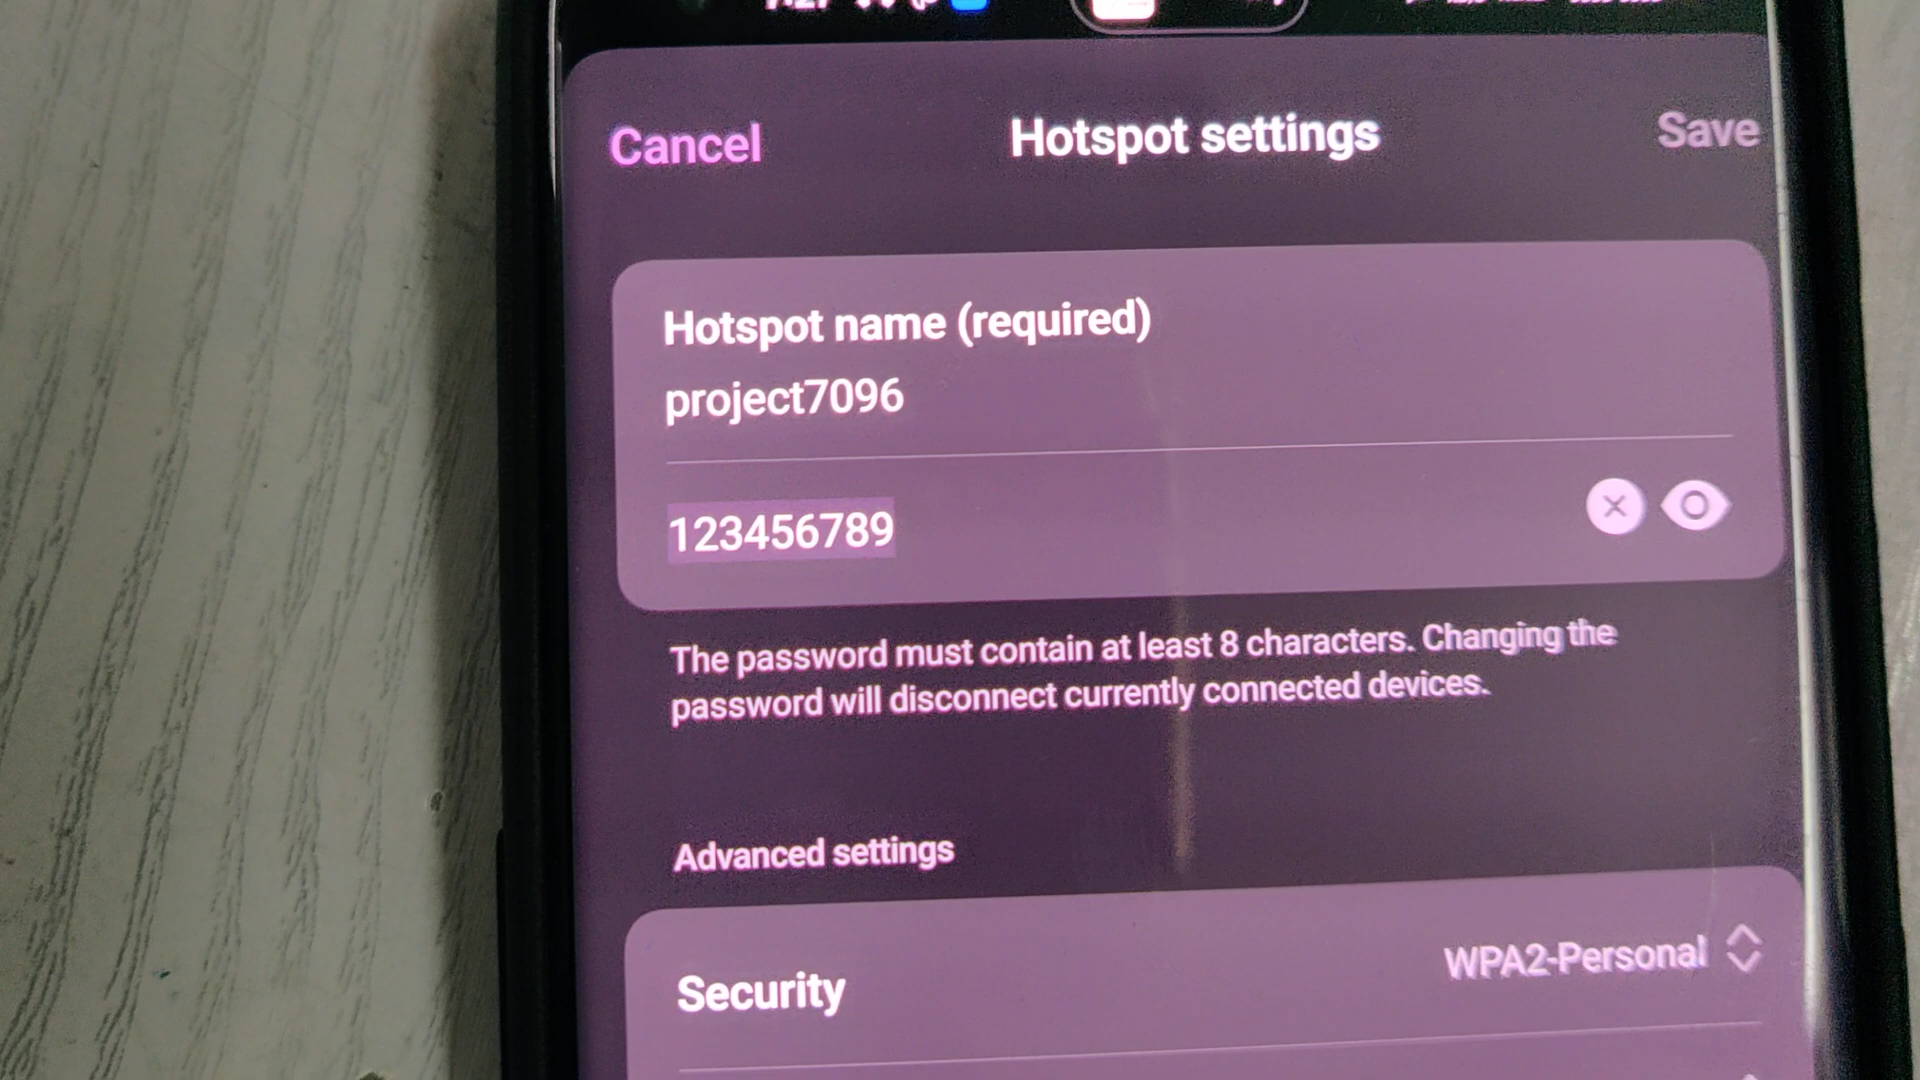 Cancel Hotspot settings Save
Hotspot name (required)
project7096
123456789
The password must contain at least 8 characters. Changing the
password will disconnect currently connected devices.
Advanced settings
Security WPA2-Personal